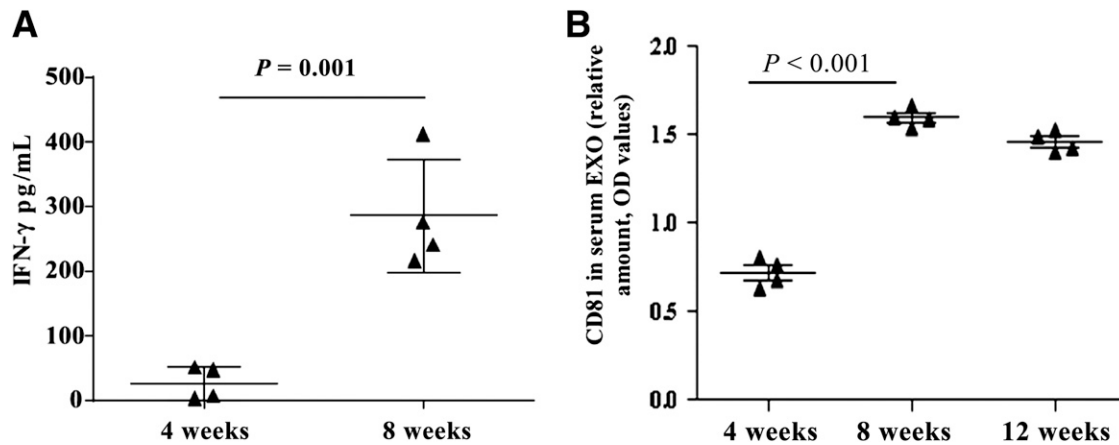 A
P = 0.001
500
400
300
200
100
0
IFN-γ pg/mL
4 weeks
8 weeks
B
P < 0.001
2.0
1.5
1.0
0.5
0.0
CD81 in serum EXO (relative
amount, OD values)
4 weeks
8 weeks
12 weeks